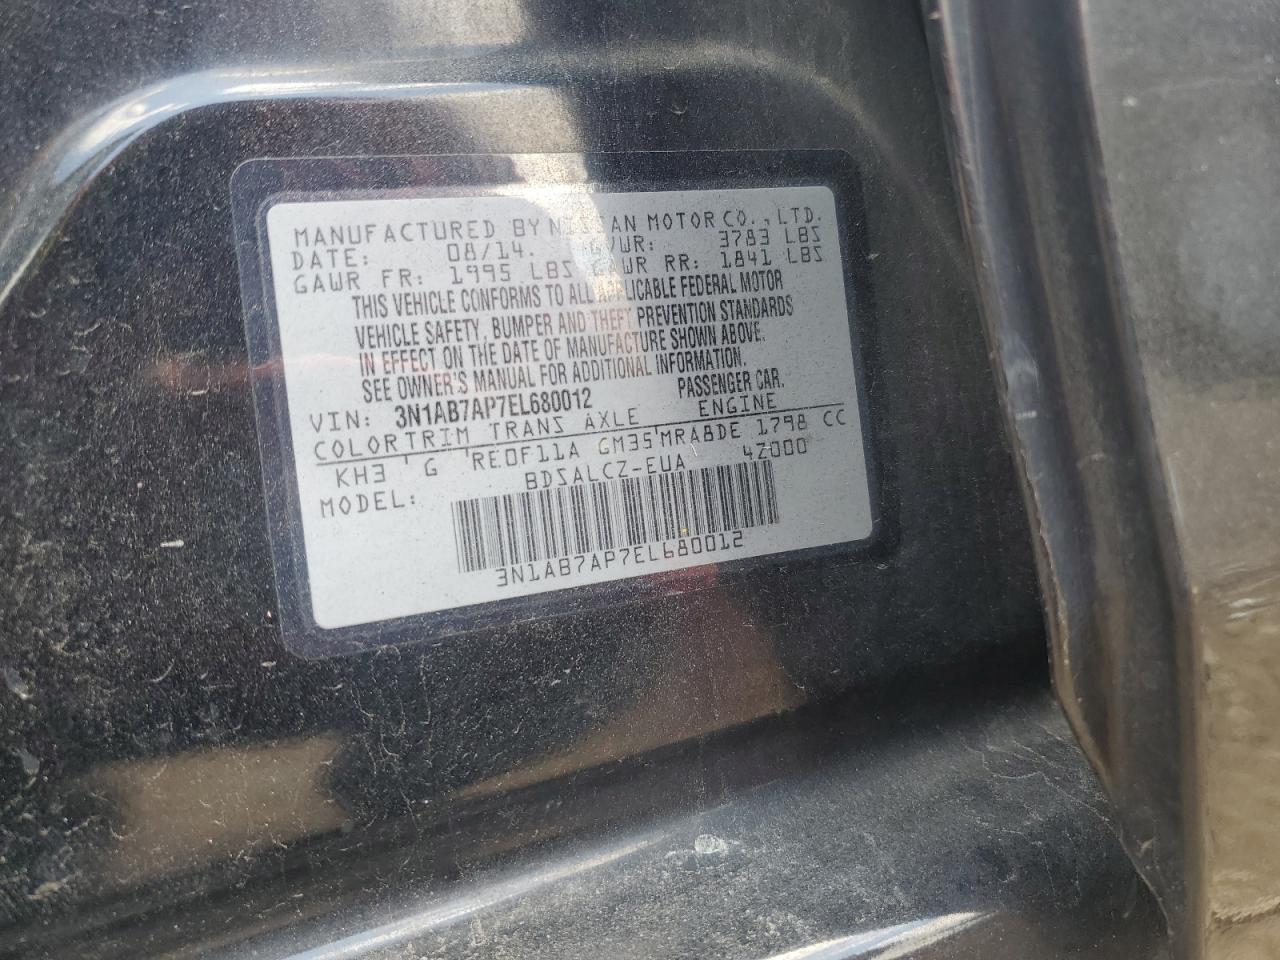 MANUFACTURED BY NISSAN MOTOR CO., LTD.
DATE: 08/14. GVWR: 3783 LBS
GAWR FR: 1995 LBS GAWR RR: 1841 LBS
THIS VEHICLE CONFORMS TO ALL APPLICABLE FEDERAL MOTOR
VEHICLE SAFETY, BUMPER AND THEFT PREVENTION STANDARDS
IN EFFECT ON THE DATE OF MANUFACTURE SHOWN ABOVE.
SEE OWNER'S MANUAL FOR ADDITIONAL INFORMATION.
VIN: 3N1AB7AP7EL680012 PASSENGER CAR.
COLOR TRIM TRANS AXLE ENGINE
KH3 G RE0F11A GM35 MRA8DE 1798 CC
MODEL: BDSALCZ-EUA 4Z000
3N1AB7AP7EL680012